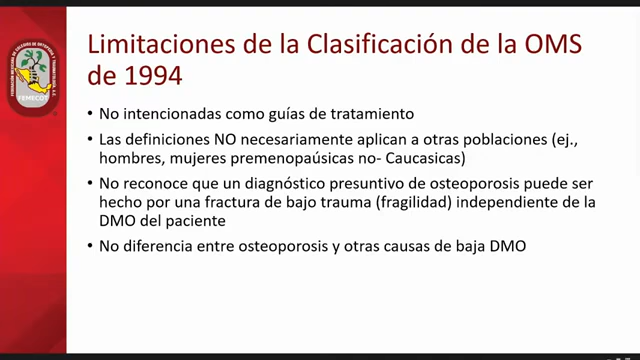 Limitaciones de la Clasificación de la OMS
de 1994
• No intencionadas como guías de tratamiento
• Las definiciones NO necesariamente aplican a otras poblaciones (ej.,
hombres, mujeres premenopaúsicas no- Caucasicas)
• No reconoce que un diagnóstico presuntivo de osteoporosis puede ser
hecho por una fractura de bajo trauma (fragilidad) independiente de la
DMO del paciente
• No diferencia entre osteoporosis y otras causas de baja DMO
FEMECOT